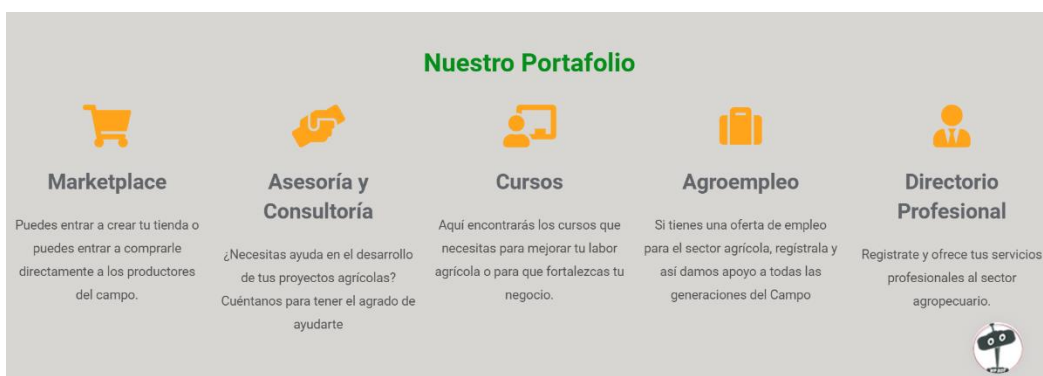 Nuestro Portafolio
Marketplace
Puedes entrar a crear tu tienda o
puedes entrar a comprarle
directamente a los productores
del campo.
Asesoría y
Consultoría
¿Necesitas ayuda en el desarrollo
de tus proyectos agrícolas?
Cuéntanos para tener el agrado de
ayudarte
Cursos
Aquí encontrarás los cursos que
necesitas para mejorar tu labor
agrícola o para que fortalezcas tu
negocio.
Agroempleo
Si tienes una oferta de empleo
para el sector agrícola, regístrala y
así damos apoyo a todas las
generaciones del Campo
Directorio
Profesional
Registrate y ofrece tus servicios
profesionales al sector
agropecuario.